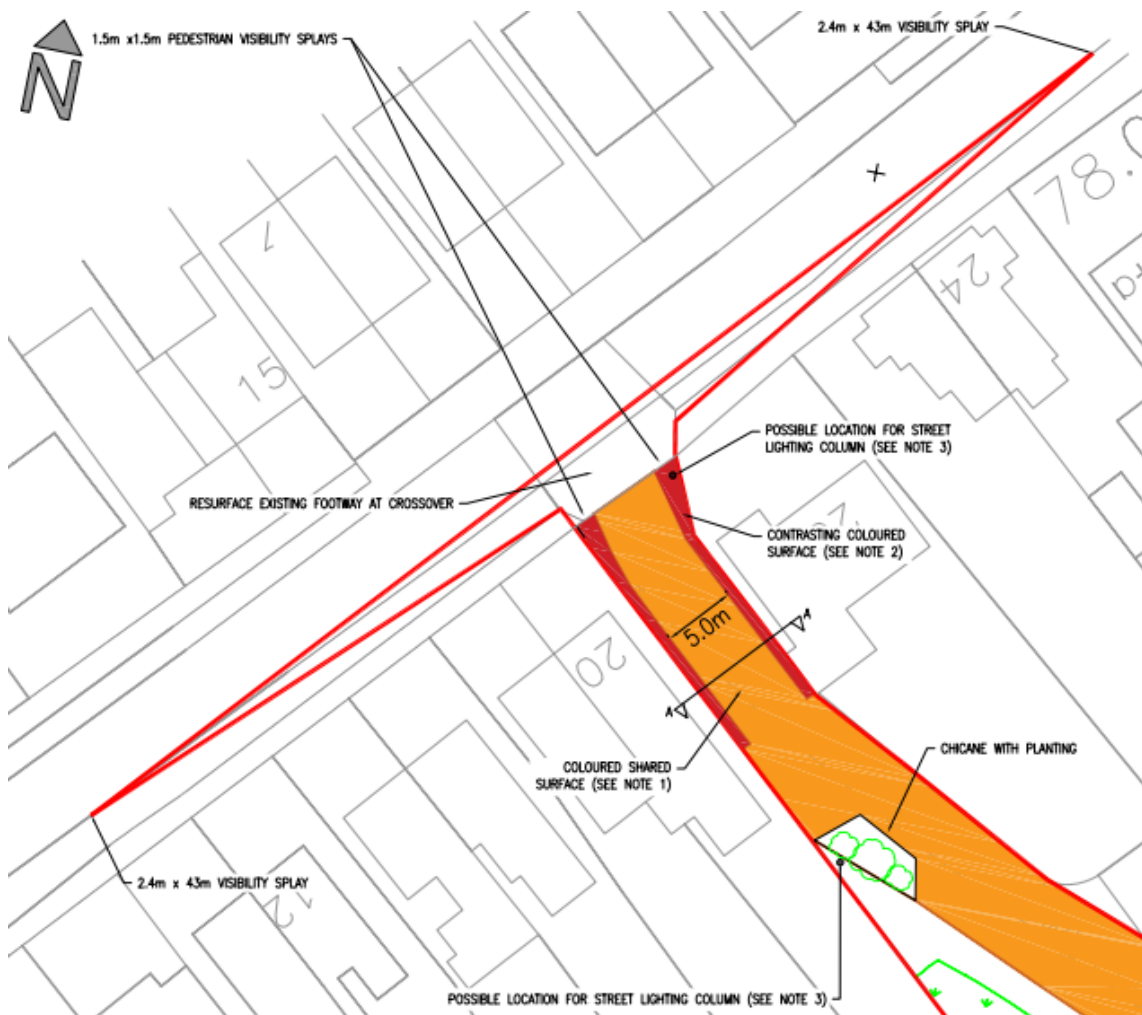 1.5m x1.5m PEDESTRIAN VISIBILITY SPLAYS
2.4m x 43m VISIBILITY SPLAY
N
78.0
24
7
15
POSSIBLE LOCATION FOR STREET
LIGHTING COLUMN (SEE NOTE 3)
RESURFACE EXISTING FOOTWAY AT CROSSOVER
CONTRASTING COLOURED
SURFACE (SEE NOTE 2)
5.0m
A
20
A
COLOURED SHARED
SURFACE (SEE NOTE 1)
CHICANE WITH PLANTING
2.4m x 43m VISIBILITY SPLAY
12
POSSIBLE LOCATION FOR STREET LIGHTING COLUMN (SEE NOTE 3)